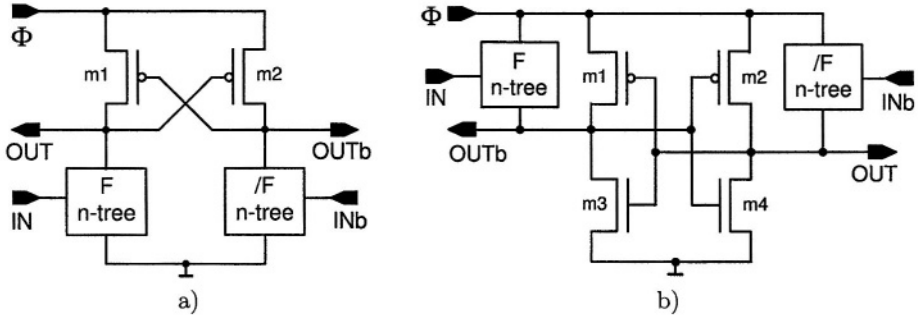 Φ
m1
m2
OUT
OUTb
F
n-tree
/F
n-tree
IN
INb
a)
Φ
F
n-tree
m1
m2
/F
n-tree
IN
INb
OUTb
OUT
m3
m4
b)